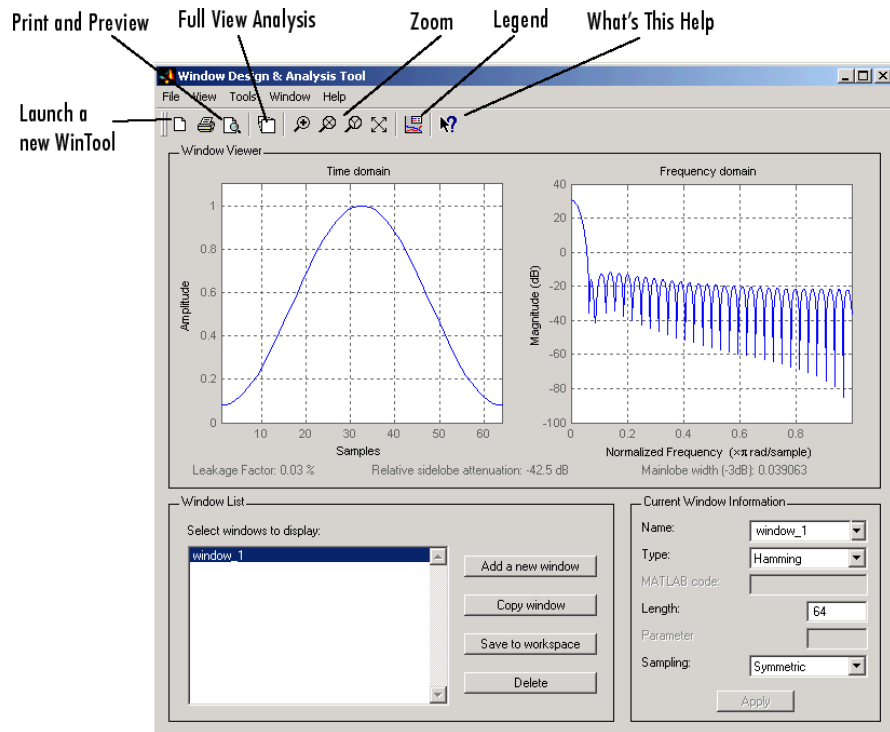 Print and Preview
Full View Analysis
Zoom
Legend
What's This Help
Launch a
new WinTool
Window Design & Analysis Tool
File View Tools Window Help
Window Viewer
Time domain
Frequency domain
1
0.8
0.6
0.4
0.2
0
Amplitude
10 20 30 40 50 60
Samples
40
20
0
-20
-40
-60
-80
-100
Magnitude (dB)
0 0.2 0.4 0.6 0.8
Normalized Frequency (×π rad/sample)
Leakage Factor: 0.03 %
Relative sidelobe attenuation: -42.5 dB
Mainlobe width (-3dB): 0.039063
Window List
Select windows to display:
window_1
Add a new window
Copy window
Save to workspace
Delete
Current Window Information
Name: window_1
Type: Hamming
MATLAB code:
Length: 64
Parameter
Sampling: Symmetric
Apply